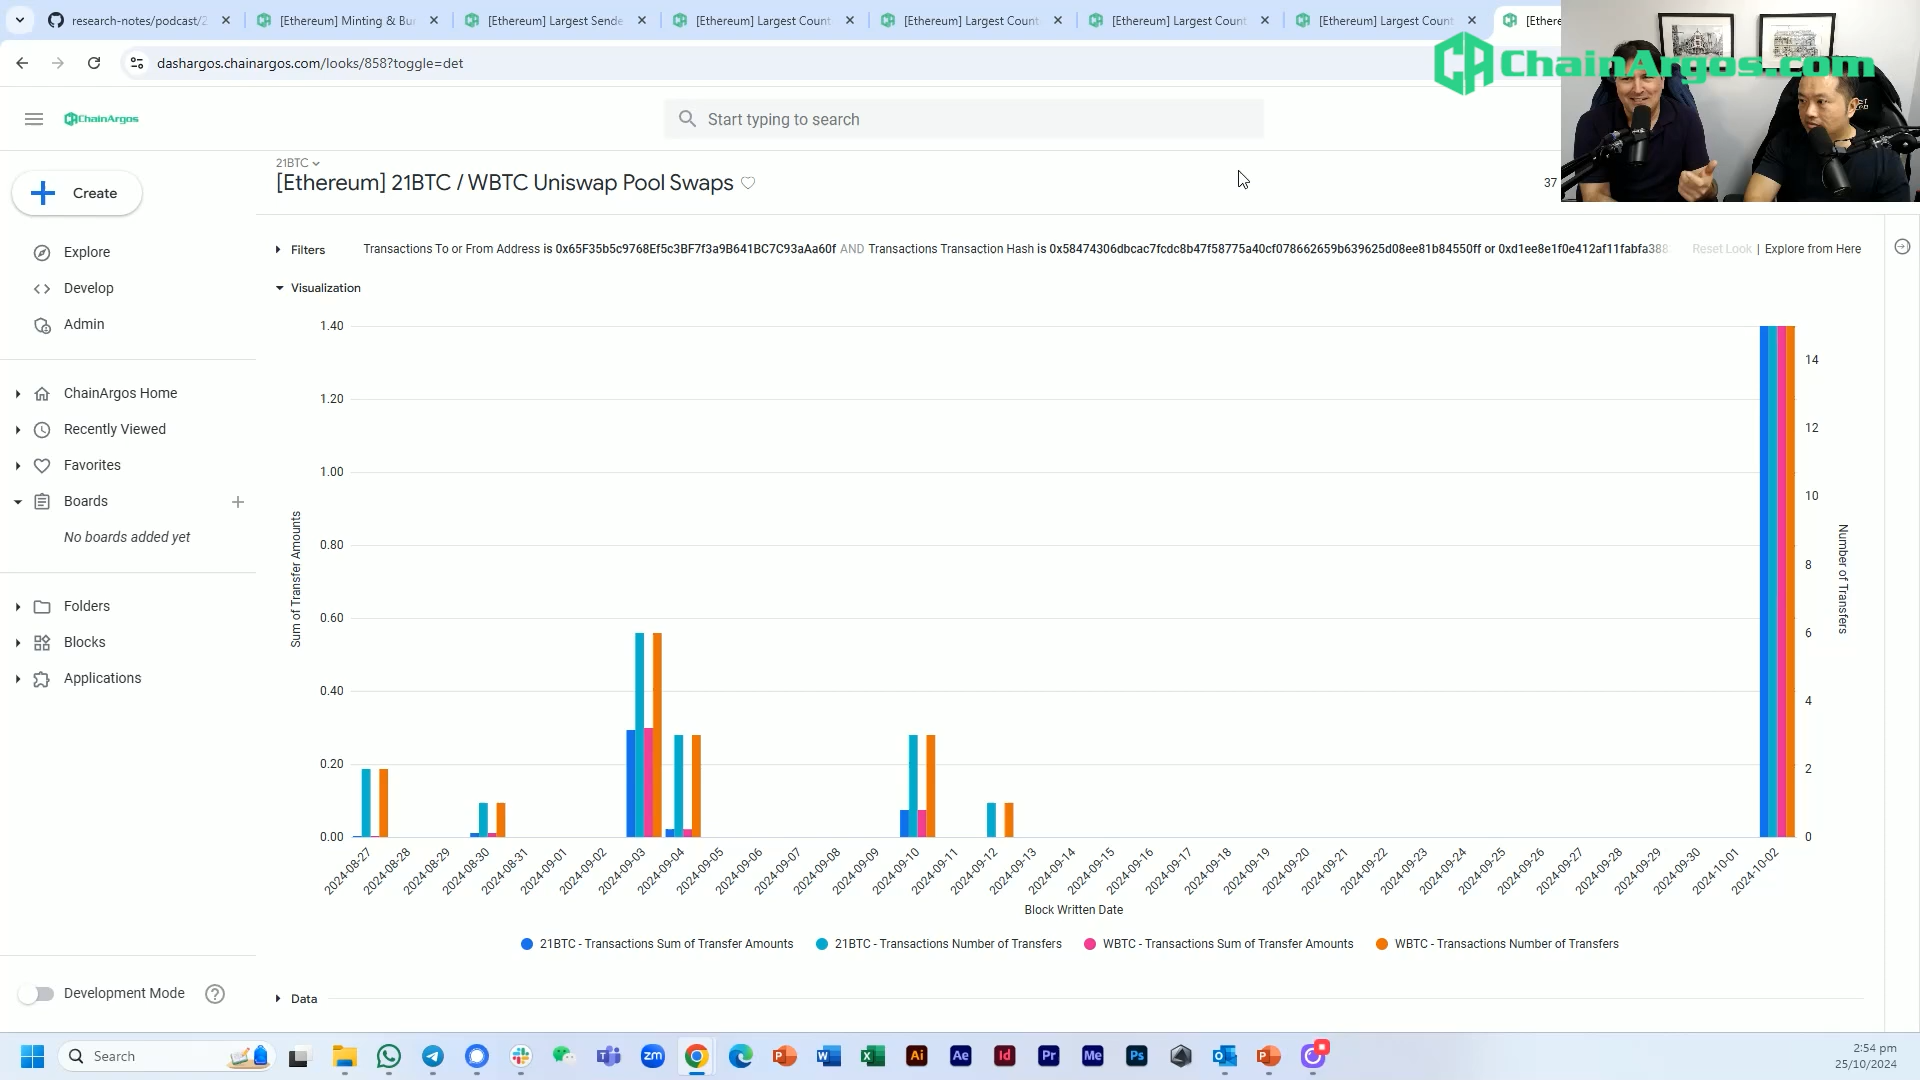 research-notes/podcast/2
[Ethereum] Minting & Bu
[Ethereum] Largest Sende
[Ethereum] Largest Count
[Ethereum] Largest Count
[Ethereum] Largest Count
[Ethereum] Largest Count
[Ethere
dashargos.chainargos.com/looks/858?toggle=det
ChainArgos.com
ChainArgos
Start typing to search
21BTC
[Ethereum] 21BTC / WBTC Uniswap Pool Swaps
37
Create
Explore
Develop
Admin
ChainArgos Home
Recently Viewed
Favorites
Boards
No boards added yet
Folders
Blocks
Applications
Development Mode
Filters
Transactions To or From Address is 0x65F35b5c9768Ef5c3BF7f3a9B641BC7C93aAa60f AND Transactions Transaction Hash is 0x58474306dbcac7fcdc8b47f58775a40cf078662659b639625d08ee81b84550ff or 0xd1ee8e1f0e412af11fabfa388
Reset Look | Explore from Here
Visualization
1.40
1.20
1.00
0.80
0.60
0.40
0.20
0.00
Sum of Transfer Amounts
14
12
10
8
6
4
2
0
Number of Transfers
2024-08-27
2024-08-28
2024-08-29
2024-08-30
2024-08-31
2024-09-01
2024-09-02
2024-09-03
2024-09-04
2024-09-05
2024-09-06
2024-09-07
2024-09-08
2024-09-09
2024-09-10
2024-09-11
2024-09-12
2024-09-13
2024-09-14
2024-09-15
2024-09-16
2024-09-17
2024-09-18
2024-09-19
2024-09-20
2024-09-21
2024-09-22
2024-09-23
2024-09-24
2024-09-25
2024-09-26
2024-09-27
2024-09-28
2024-09-29
2024-09-30
2024-10-01
2024-10-02
Block Written Date
21BTC - Transactions Sum of Transfer Amounts
21BTC - Transactions Number of Transfers
WBTC - Transactions Sum of Transfer Amounts
WBTC - Transactions Number of Transfers
Data
Search
zm
Ai
Ae
Id
Pr
Me
Ps
2:54 pm
25/10/2024